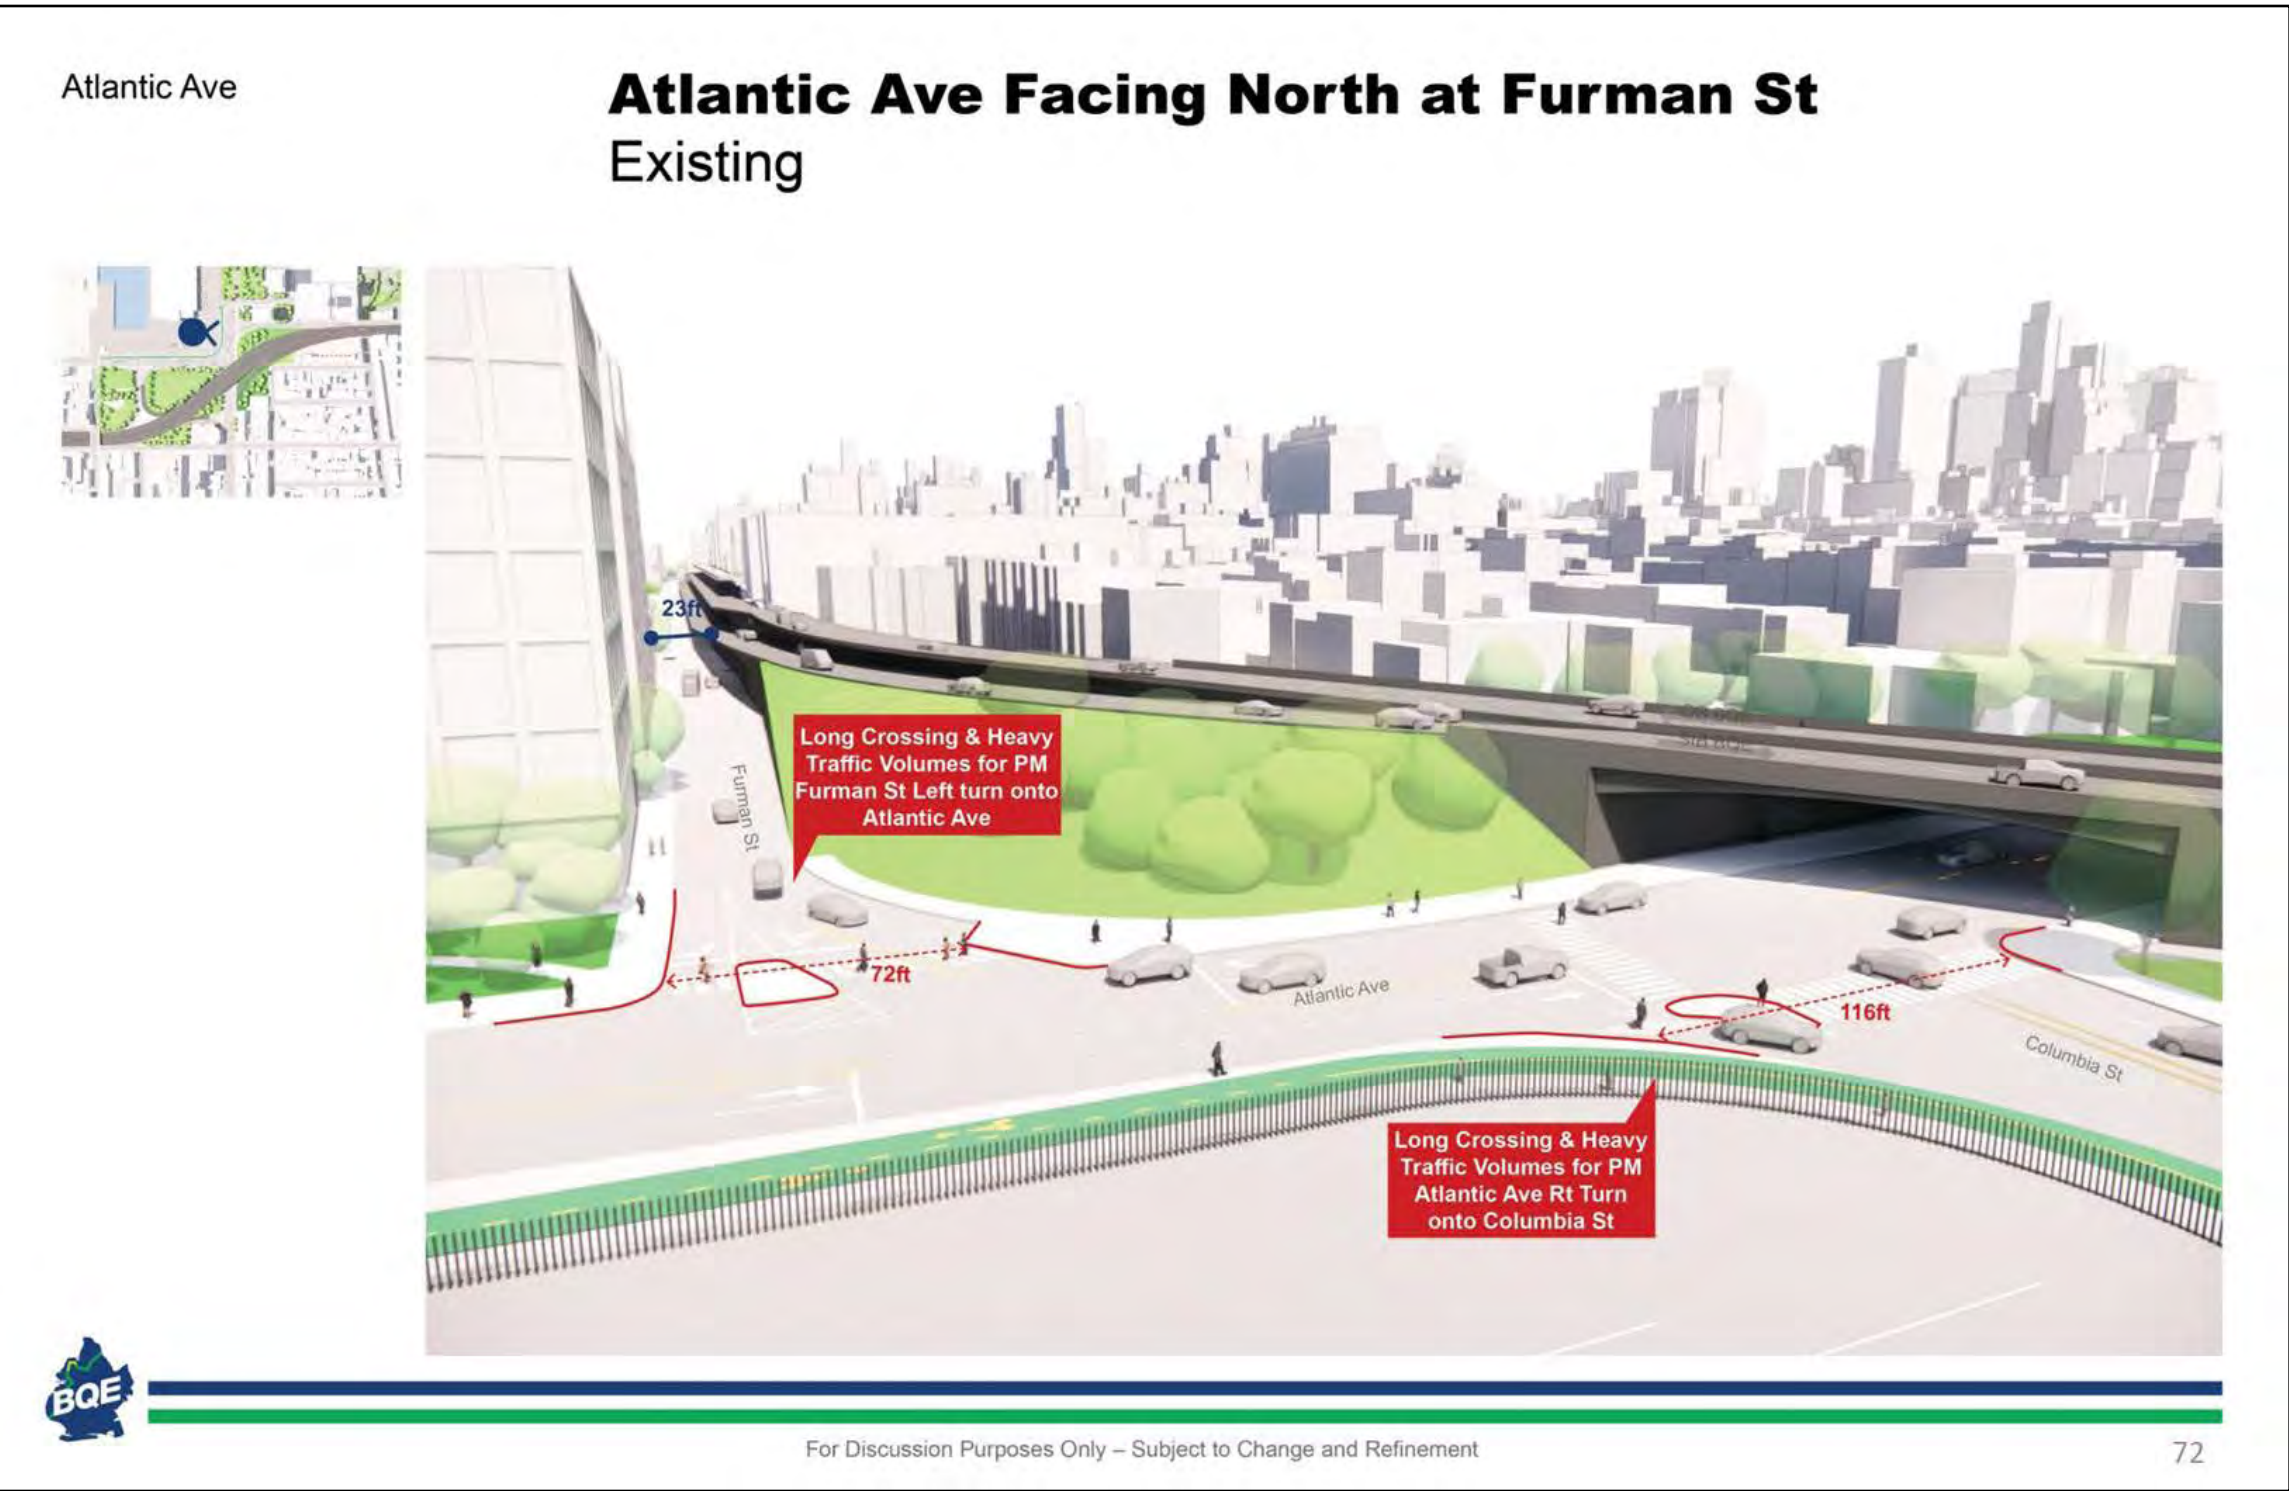 Atlantic Ave
Atlantic Ave Facing North at Furman St
Existing
23ft
Long Crossing & Heavy
Traffic Volumes for PM
Furman St Left turn onto
Atlantic Ave
Furman St
72ft
Atlantic Ave
116ft
Columbia St
Long Crossing & Heavy
Traffic Volumes for PM
Atlantic Ave Rt Turn
onto Columbia St
BQE
For Discussion Purposes Only – Subject to Change and Refinement
72